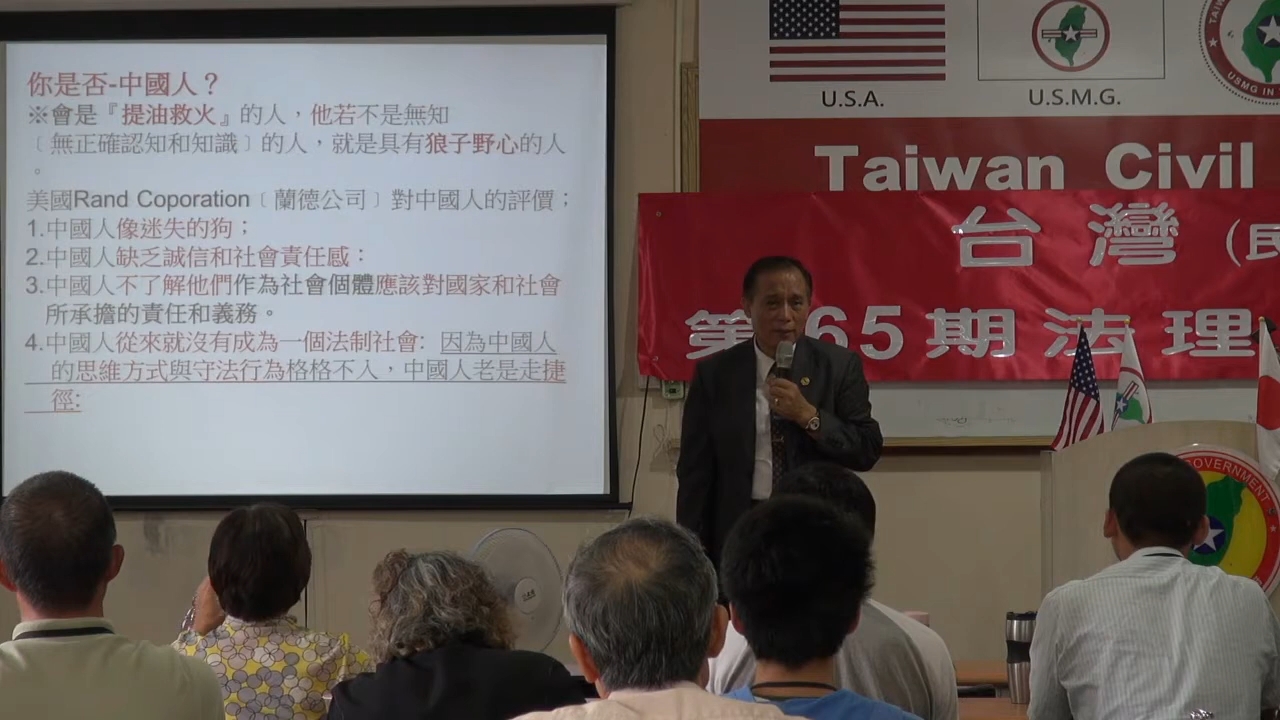 你是否-中國人？
※會是『提油救火』的人，他若不是無知
﹝無正確認知和知識﹞的人，就是具有狼子野心的人
。
美國Rand Coporation﹝蘭德公司﹞對中國人的評價；
1.中國人像迷失的狗；
2.中國人缺乏誠信和社會責任感：
3.中國人不了解他們作為社會個體應該對國家和社會
所承擔的責任和義務。
4.中國人從來就沒有成為一個法制社會: 因為中國人
的思維方式與守法行為格格不入，中國人老是走捷
徑:
U.S.A.
U.S.M.G.
USMG IN
Taiwan Civil
台灣（民
第65期法理
GOVERNMENT